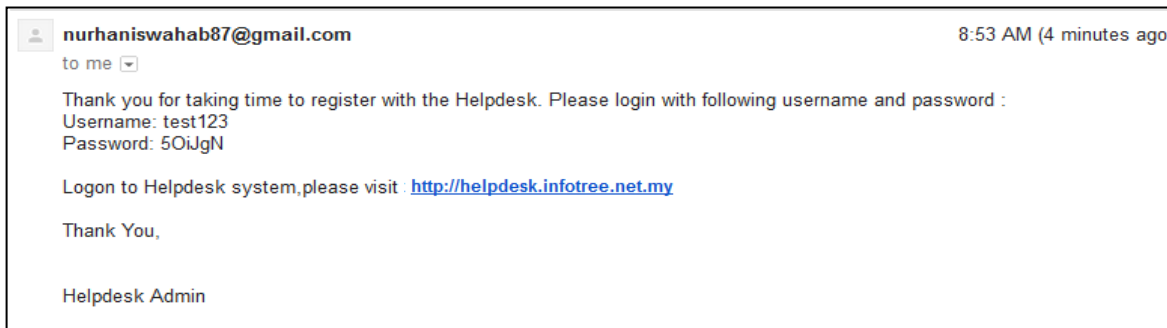 nurhaniswahab87@gmail.com 8:53 AM (4 minutes ago
to me
Thank you for taking time to register with the Helpdesk. Please login with following username and password :
Username: test123
Password: 5OiJgN
Logon to Helpdesk system,please visit : http://helpdesk.infotree.net.my
Thank You,
Helpdesk Admin